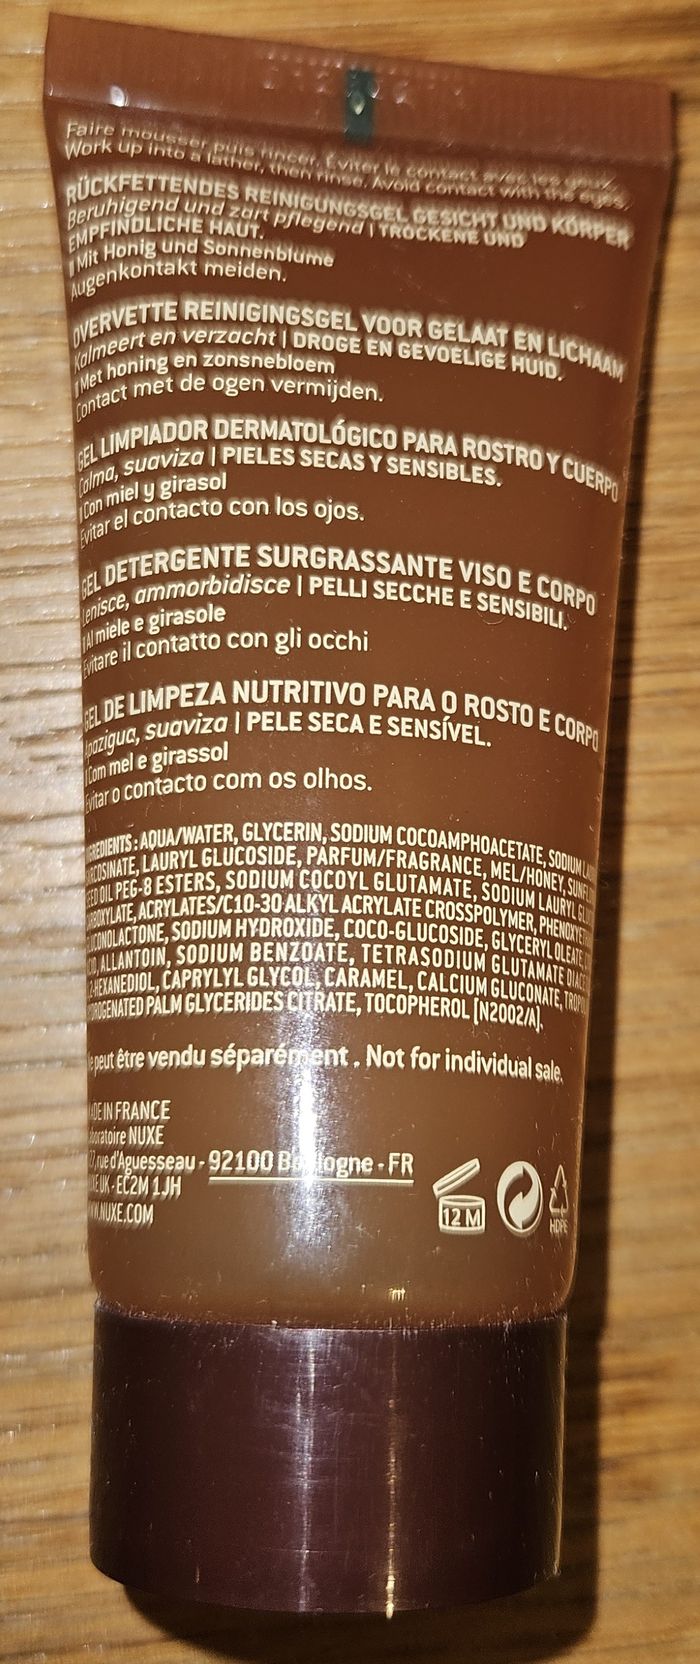 Faire mousser, puis rincer. Éviter le contact avec les yeux.
Work up into a lather, then rinse. Avoid contact with the eyes.
RÜCKFETTENDES REINIGUNGSGEL GESICHT UND KÖRPER
Beruhigend und zart pflegend | TROCKENE UND
EMPFINDLICHE HAUT.
Mit Honig und Sonnenblume
Augenkontakt meiden.
OVERVETTE REINIGINGSGEL VOOR GELAAT EN LICHAAM
Kalmeert en verzacht | DROGE EN GEVOELIGE HUID.
Met honing en zonsnebloem
Contact met de ogen vermijden.
GEL LIMPIADOR DERMATOLÓGICO PARA ROSTRO Y CUERPO
Calma, suaviza | PIELES SECAS Y SENSIBLES.
Con miel y girasol
Evitar el contacto con los ojos.
GEL DETERGENTE SURGRASSANTE VISO E CORPO
Lenisce, ammorbidisce | PELLI SECCHE E SENSIBILI.
Al miele e girasole
Evitare il contatto con gli occhi
GEL DE LIMPEZA NUTRITIVO PARA O ROSTO E CORPO
Apazigua, suaviza | PELE SECA E SENSÍVEL.
Com mel e girassol
Evitar o contacto com os olhos.
INGREDIENTS : AQUA/WATER, GLYCERIN, SODIUM COCOAMPHOACETATE, SODIUM
LAURYL GLUCOSIDE, PARFUM/FRAGRANCE, MEL/HONEY,
SEED OIL PEG-8 ESTERS, SODIUM COCOYL GLUTAMATE, SODIUM LAURYL
ACRYLATES/C10-30 ALKYL ACRYLATE CROSSPOLYMER,
GLUCONOLACTONE, SODIUM HYDROXIDE, COCO-GLUCOSIDE, GLYCERYL OLEATE,
ALLANTOIN, SODIUM BENZOATE, TETRASODIUM GLUTAMATE
CAPRYLYL GLYCOL, CARAMEL, CALCIUM GLUCONATE,
HYDROGENATED PALM GLYCERIDES CITRATE, TOCOPHEROL [N2002/A].
Ne peut être vendu séparément . Not for individual sale.
MADE IN FRANCE
Laboratoire NUXE
rue d'Aguesseau - 92100 Boulogne - FR
NUXE UK - EC2M 1JH
WWW.NUXE.COM
12 M
HDPE